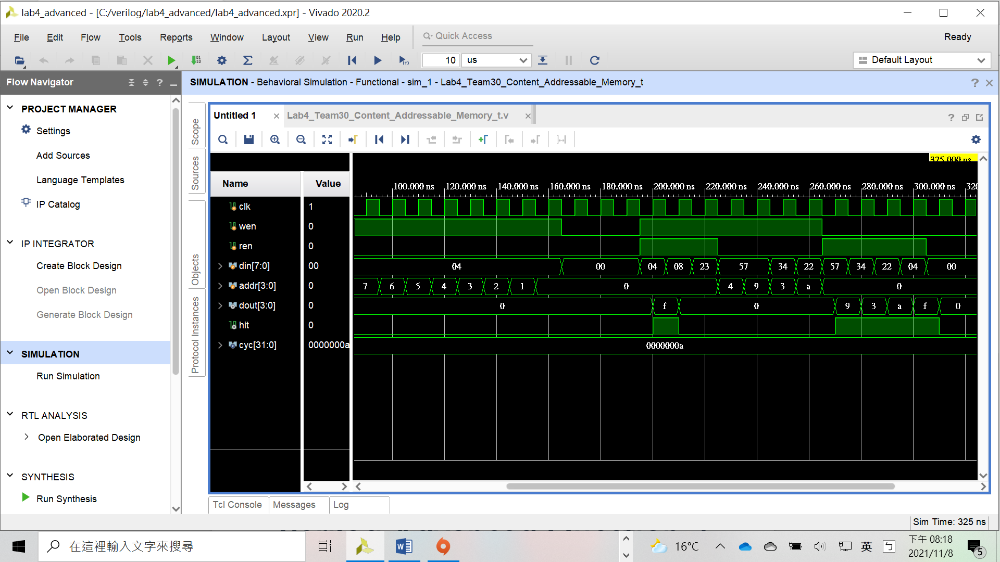 lab4_advanced - [C:/verilog/lab4_advanced/lab4_advanced.xpr] - Vivado 2020.2
File Edit Flow Tools Reports Window Layout View Run Help Quick Access Ready
10 us Default Layout
Flow Navigator
SIMULATION - Behavioral Simulation - Functional - sim_1 - Lab4_Team30_Content_Addressable_Memory_t
PROJECT MANAGER
Settings
Add Sources
Language Templates
IP Catalog
IP INTEGRATOR
Create Block Design
Open Block Design
Generate Block Design
SIMULATION
Run Simulation
RTL ANALYSIS
Open Elaborated Design
SYNTHESIS
Run Synthesis
Scope
Sources
Objects
Protocol Instances
Untitled 1 Lab4_Team30_Content_Addressable_Memory_t.v
325.000 ns
Name Value
100.000 ns 120.000 ns 140.000 ns 160.000 ns 180.000 ns 200.000 ns 220.000 ns 240.000 ns 260.000 ns 280.000 ns 300.000 ns 320
clk 1
wen 0
ren 0
din[7:0] 00 04 00 04 08 23 57 34 22 57 34 22 04 00
addr[3:0] 0 7 6 5 4 3 2 1 0 4 9 3 a 0
dout[3:0] 0 0 f 0 9 3 a f 0
hit 0
cyc[31:0] 0000000a 0000000a
Tcl Console Messages Log
Sim Time: 325 ns
在這裡輸入文字來搜尋
16°C
英
ㄅ
下午 08:18
2021/11/8
5